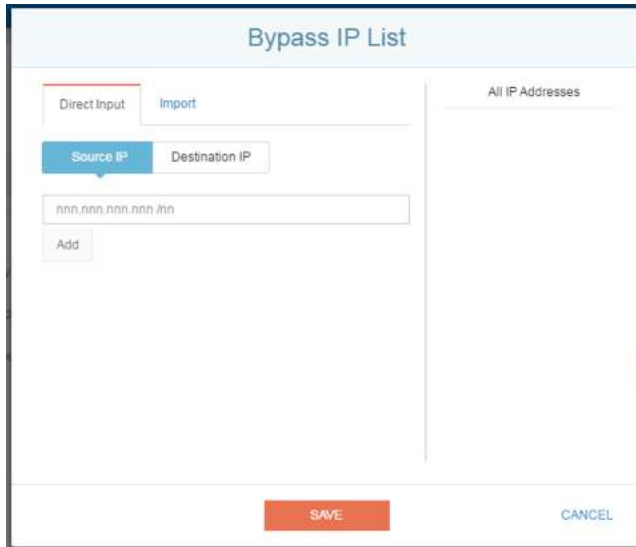 Bypass IP List
Direct Input
Import
All IP Addresses
Source IP
Destination IP
nnn.nnn.nnn.nnn /nn
Add
SAVE
CANCEL